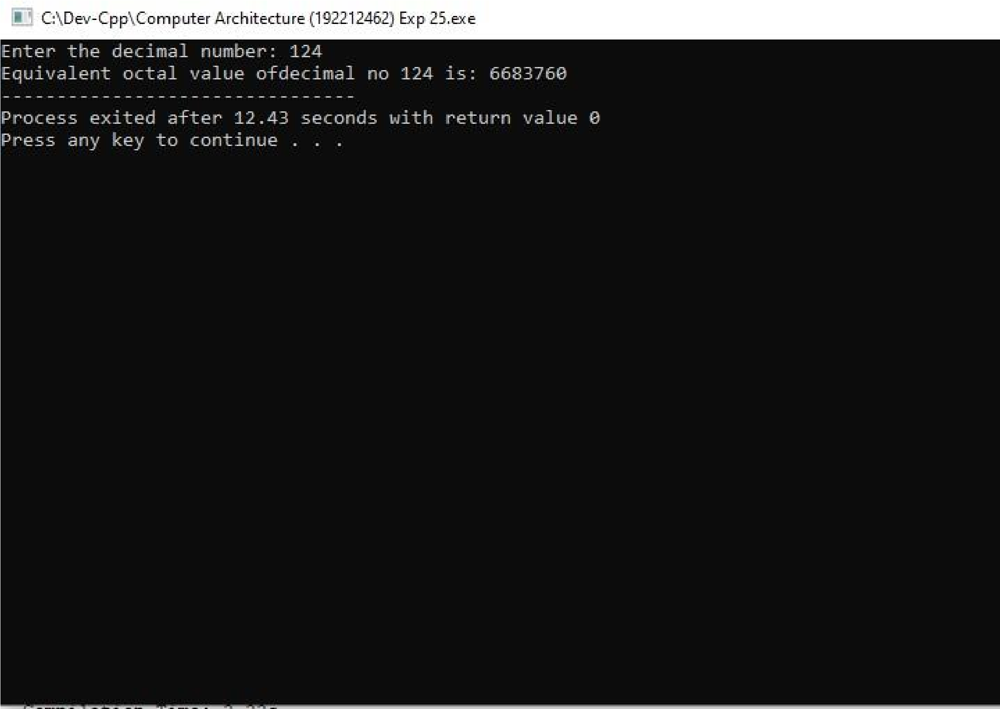 C:\Dev-Cpp\Computer Architecture (192212462) Exp 25.exe
Enter the decimal number: 124
Equivalent octal value ofdecimal no 124 is: 6683760
--------------------------------
Process exited after 12.43 seconds with return value 0
Press any key to continue . . .